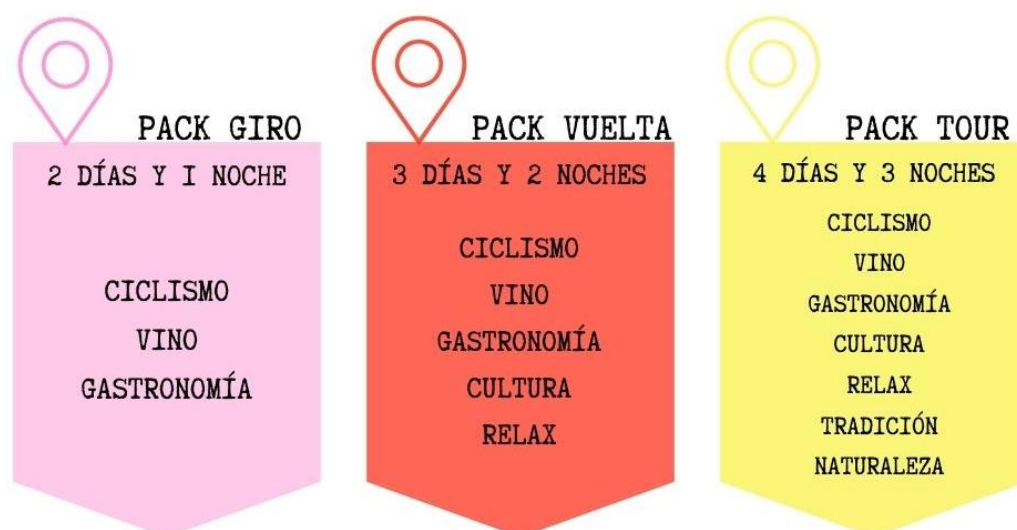 PACK GIRO
2 DÍAS Y I NOCHE
CICLISMO
VINO
GASTRONOMÍA
PACK VUELTA
3 DÍAS Y 2 NOCHES
CICLISMO
VINO
GASTRONOMÍA
CULTURA
RELAX
PACK TOUR
4 DÍAS Y 3 NOCHES
CICLISMO
VINO
GASTRONOMÍA
CULTURA
RELAX
TRADICIÓN
NATURALEZA